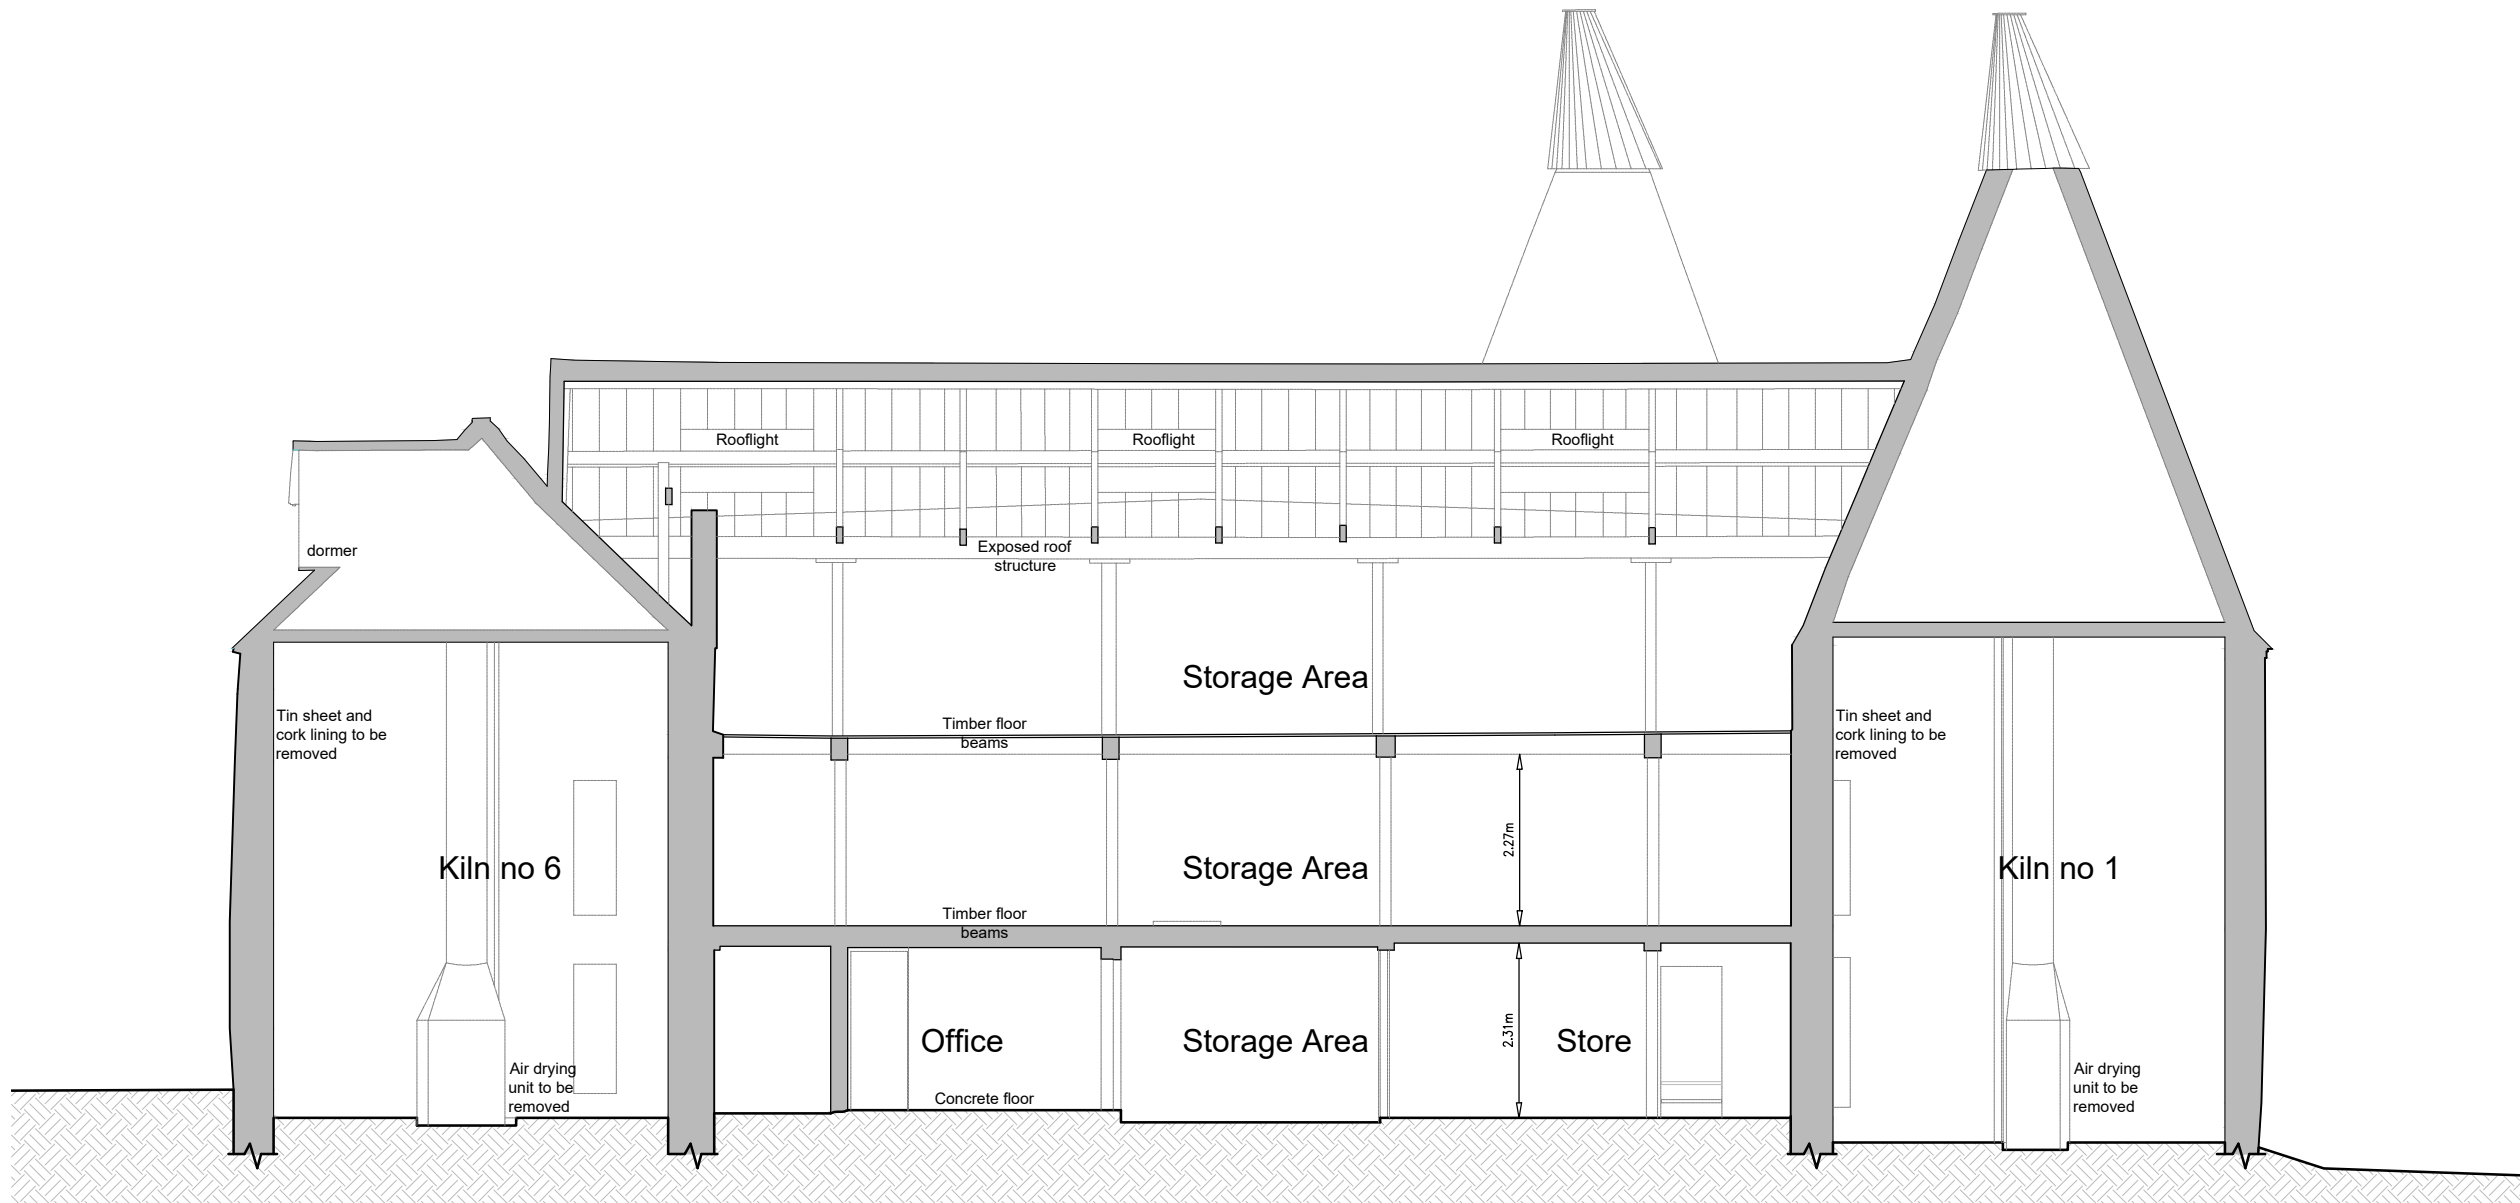 Rooflight
Rooflight
Rooflight
dormer
Exposed roof
structure
Storage Area
Tin sheet and
cork lining to be
removed
Timber floor
beams
Tin sheet and
cork lining to be
removed
2.27m
Kiln no 6
Storage Area
Kiln no 1
Timber floor
beams
2.31m
Office
Storage Area
Store
Air drying
unit to be
removed
Concrete floor
Air drying
unit to be
removed